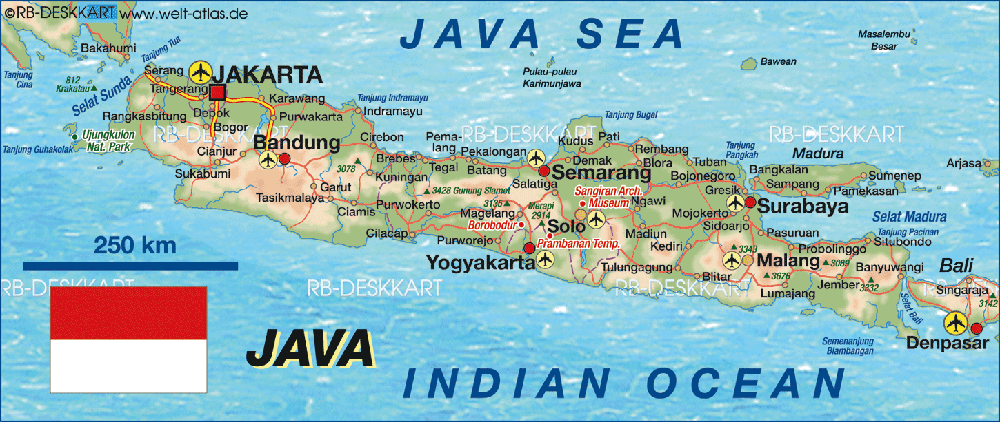 ©RB-DESKKART www.welt-atlas.de
JAVA SEA
Masalembu
Besar
Bawean
Pulau-pulau
Karimunjawa
Bakahumi
Tanjung Tua
Tanjung
Cina
812
Krakatau
Selat Sunda
Serang
JAKARTA
Tangerang
Karawang
Tanjung Indramayu
Indramayu
Rangkasbitung
Depok
Purwakarta
Bogor
Ujungkulon
Nat. Park
Tanjung Guhakolak
RB-DESKKART
RB-DESKKART
RB-DESKKART
Cianjur
Bandung
Cirebon
Sukabumi
3078
Kuningan
Garut
Tasikmalaya
Ciamis
Brebes
Tegal
Pema-
lang
Pekalongan
Batang
3428 Gunung Slamet
Purwokerto
Cilacap
Tanjung Bugel
Kudus
Pati
Rembang
Demak
Semarang
Blora
Tuban
Bojonegoro
Salatiga
Sangiran Arch.
Museum
Ngawi
3135
Merapi
2914
Magelang
Borobodur
Solo
Prambanan Temp.
Purworejo
Yogyakarta
Madiun
Kediri
Tulungagung
Blitar
Tanjung
Pangkah
Madura
Bangkalan
Sampang
Sumenep
Pamekasan
Arjasa
Gresik
Surabaya
Mojokerto
Sidoarjo
Selat Madura
Tanjung Pacinan
Pasuruan
Probolinggo
Situbondo
3343
Malang
3089
Banyuwangi
3676
Jember
3332
Lumajang
Bali
Singaraja
3142
Selat Bali
Denpasar
Semenanjung
Blambangan
250 km
RB-DESKKART
RB-DESKKART
RB-DESKKART
JAVA
INDIAN OCEAN